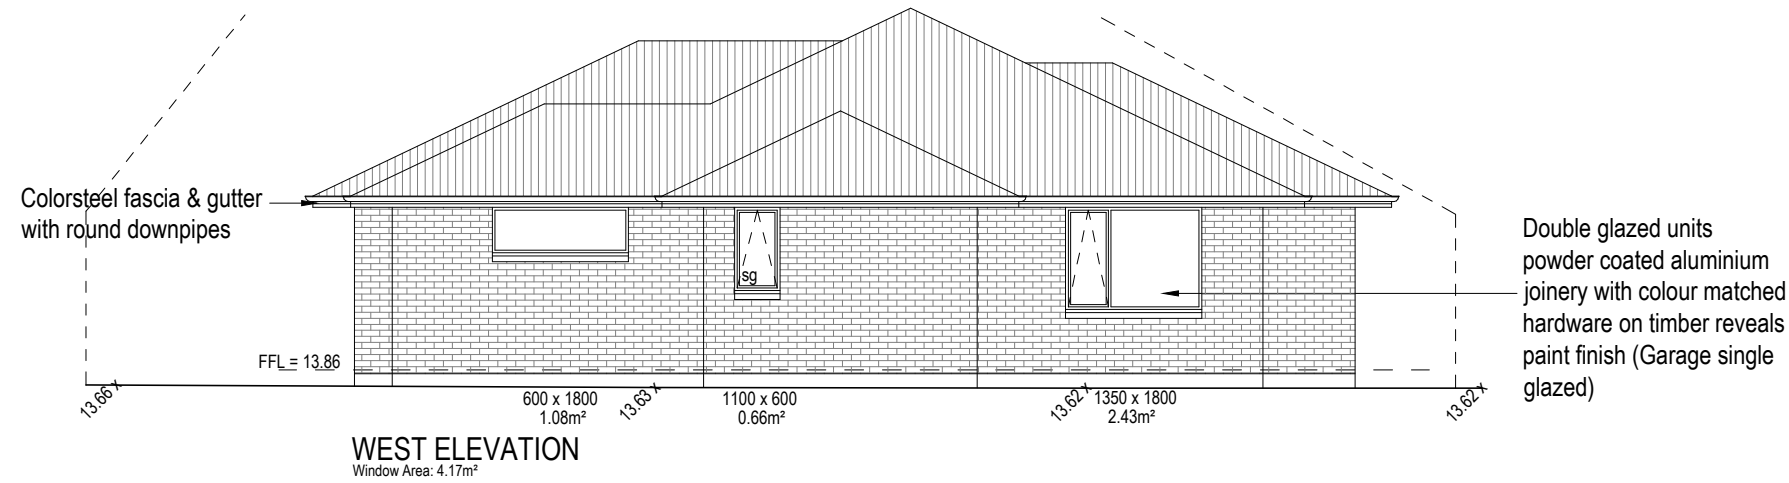 Colorsteel fascia & gutter
with round downpipes
Double glazed units
powder coated aluminium
joinery with colour matched
hardware on timber reveals
paint finish (Garage single
glazed)
sg
FFL = 13.86
13.66 x
600 x 1800
1.08m²
13.63 x
1100 x 600
0.66m²
13.62 x
1350 x 1800
2.43m²
13.62 x
WEST ELEVATION
Window Area: 4.17m²